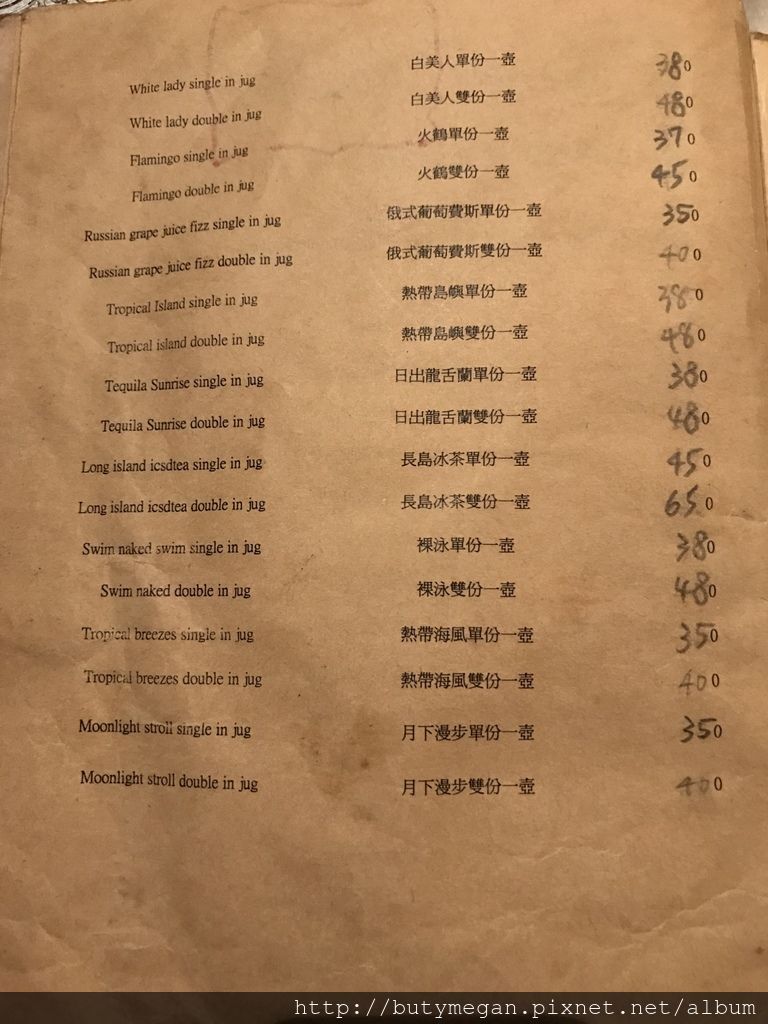 White lady single in jug 白美人單份一壺 380
White lady double in jug 白美人雙份一壺 480
Flamingo single in jug 火鶴單份一壺 370
Flamingo double in jug 火鶴雙份一壺 450
Russian grape juice fizz single in jug 俄式葡萄費斯單份一壺 350
Russian grape juice fizz double in jug 俄式葡萄費斯雙份一壺 400
Tropical Island single in jug 熱帶島嶼單份一壺 380
Tropical island double in jug 熱帶島嶼雙份一壺 480
Tequila Sunrise single in jug 日出龍舌蘭單份一壺 380
Tequila Sunrise double in jug 日出龍舌蘭雙份一壺 480
Long island icsdtea single in jug 長島冰茶單份一壺 450
Long island icsdtea double in jug 長島冰茶雙份一壺 650
Swim naked swim single in jug 裸泳單份一壺 380
Swim naked double in jug 裸泳雙份一壺 480
Tropical breezes single in jug 熱帶海風單份一壺 350
Tropical breezes double in jug 熱帶海風雙份一壺 400
Moonlight stroll single in jug 月下漫步單份一壺 350
Moonlight stroll double in jug 月下漫步雙份一壺 400
http://butymegan.pixnet.net/album